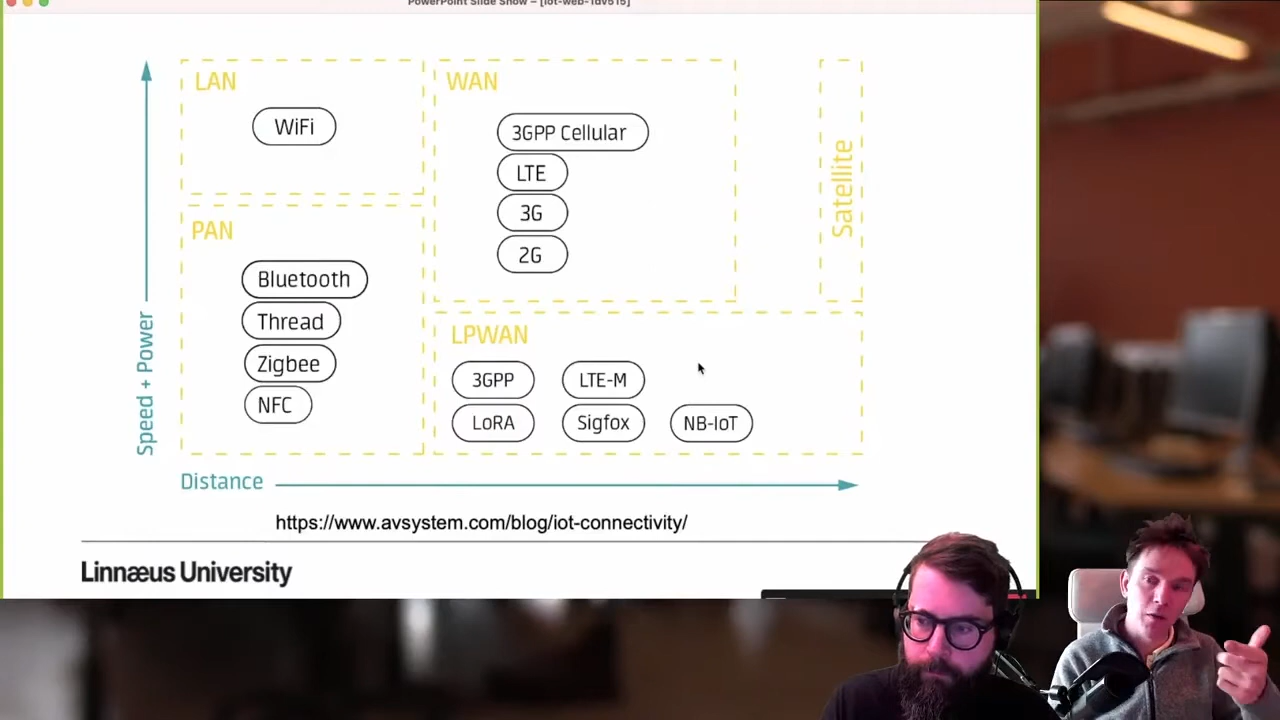 PowerPoint Slide Show – [iot-web-1dv515]
LAN
WiFi
PAN
Bluetooth
Thread
Zigbee
NFC
WAN
3GPP Cellular
LTE
3G
2G
Satellite
LPWAN
3GPP
LTE-M
LoRA
Sigfox
NB-IoT
Speed + Power
Distance
https://www.avsystem.com/blog/iot-connectivity/
Linnæus University